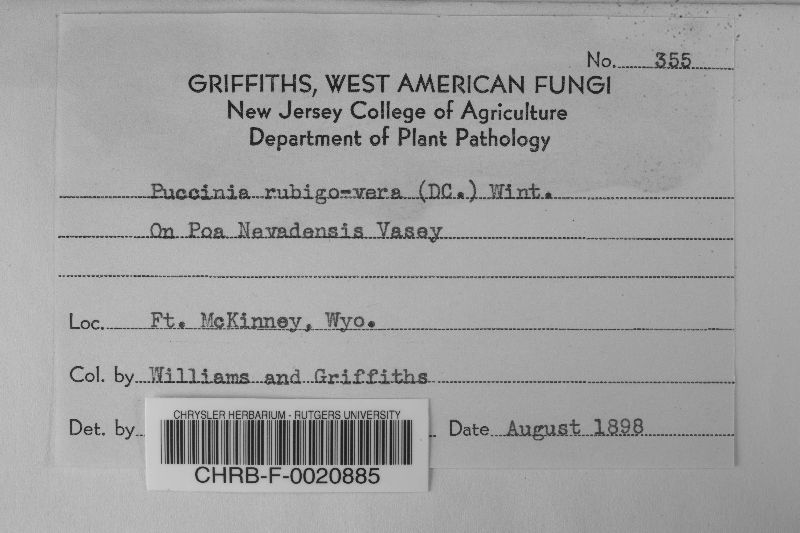 No. 355
GRIFFITHS, WEST AMERICAN FUNGI
New Jersey College of Agriculture
Department of Plant Pathology
Puccinia rubigo-vera (DC.) Wint.
On Poa Nevadensis Vasey
Loc. Ft. McKinney, Wyo.
Col. by Williams and Griffiths
Det. by
Date August 1898
CHRYSLER HERBARIUM - RUTGERS UNIVERSITY
CHRB-F-0020885